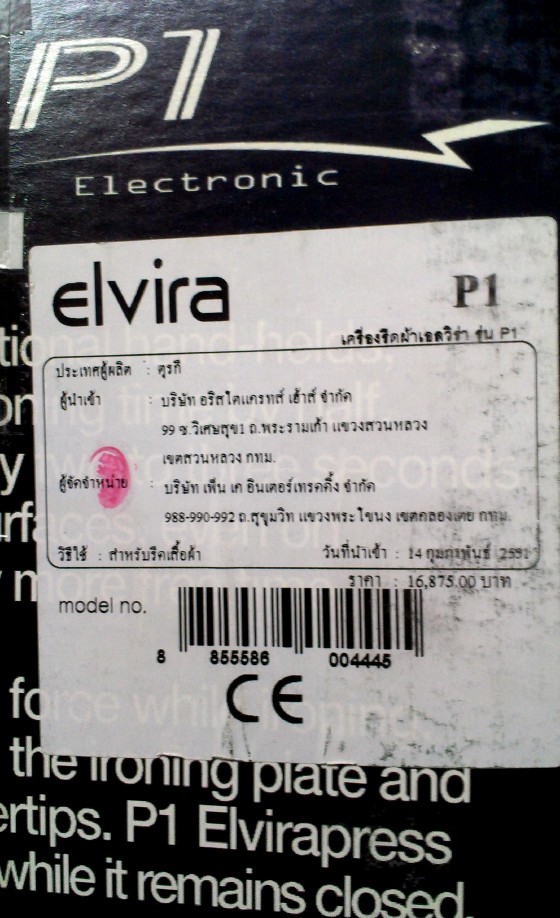 P1
Electronic
elvira
P1
เครื่องรีดผ้าเอลวิร่า รุ่น P1
ประเทศผู้ผลิต : ตุรกี
ผู้นำเข้า : บริษัท อริสโตแครทส์ เฮ้าส์ จำกัด
99 ซ.วิเศษสุข1 ถ.พระรามเก้า แขวงสวนหลวง
เขตสวนหลวง กทม.
ผู้จัดจำหน่าย : บริษัท เพ็น เค อินเตอร์เทรดดิ้ง จำกัด
988-990-992 ถ.สุขุมวิท แขวงพระโขนง เขตคลองเตย กทม.
วิธีใช้ : สำหรับรีดเสื้อผ้า วันที่นำเข้า : 14 กุมภาพันธ์ 2551
ราคา : 16,875.00 บาท
model no.
8 855586 004445
CE
force while ironing.
the ironing plate and
ertips. P1 Elvirapress
while it remains closed